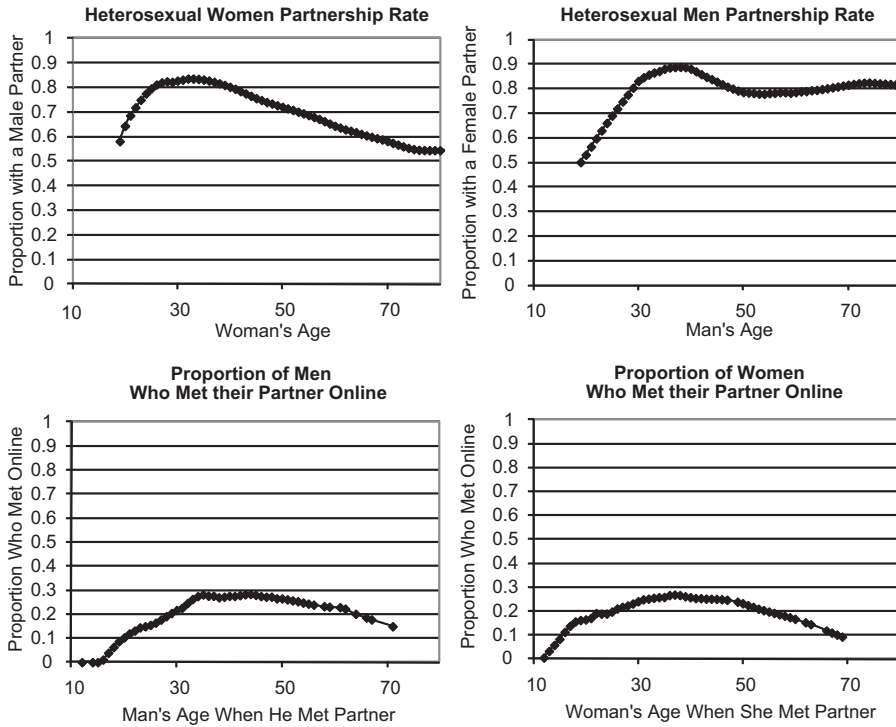 Heterosexual Women Partnership Rate
Proportion with a Male Partner
1
0.9
0.8
0.7
0.6
0.5
0.4
0.3
0.2
0.1
0
10 30 50 70
Woman's Age
Heterosexual Men Partnership Rate
Proportion with a Female Partner
1
0.9
0.8
0.7
0.6
0.5
0.4
0.3
0.2
0.1
0
10 30 50 70
Man's Age
Proportion of Men
Who Met their Partner Online
Proportion Who Met Online
1
0.9
0.8
0.7
0.6
0.5
0.4
0.3
0.2
0.1
0
10 30 50 70
Man's Age When He Met Partner
Proportion of Women
Who Met their Partner Online
Proportion Who Met Online
1
0.9
0.8
0.7
0.6
0.5
0.4
0.3
0.2
0.1
0
10 30 50 70
Woman's Age When She Met Partner